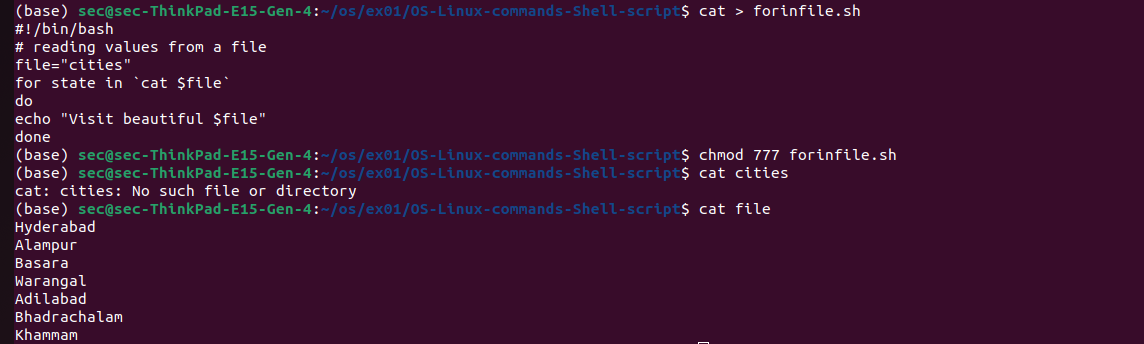 (base) sec@sec-ThinkPad-E15-Gen-4:~/os/ex01/OS-Linux-commands-Shell-script$ cat > forinfile.sh
#!/bin/bash
# reading values from a file
file="cities"
for state in `cat $file`
do
echo "Visit beautiful $file"
done
(base) sec@sec-ThinkPad-E15-Gen-4:~/os/ex01/OS-Linux-commands-Shell-script$ chmod 777 forinfile.sh
(base) sec@sec-ThinkPad-E15-Gen-4:~/os/ex01/OS-Linux-commands-Shell-script$ cat cities
cat: cities: No such file or directory
(base) sec@sec-ThinkPad-E15-Gen-4:~/os/ex01/OS-Linux-commands-Shell-script$ cat file
Hyderabad
Alampur
Basara
Warangal
Adilabad
Bhadrachalam
Khammam